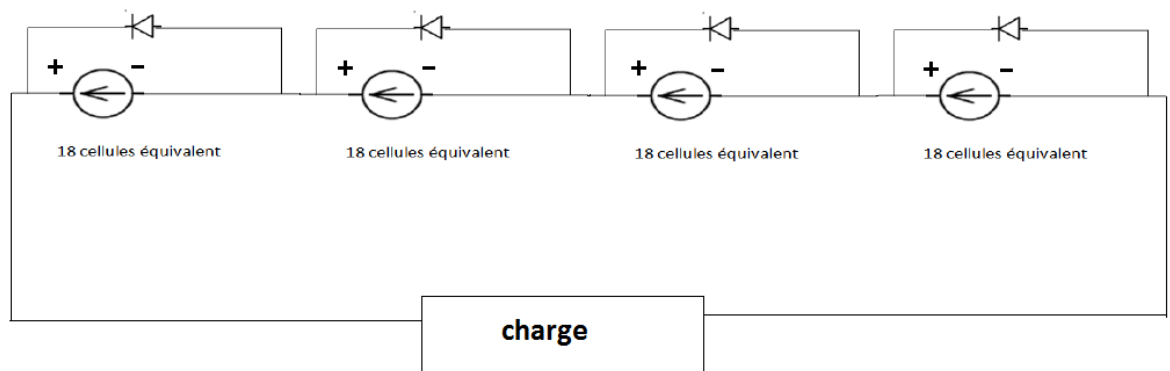 + - + - + - + -
18 cellules équivalent 18 cellules équivalent 18 cellules équivalent 18 cellules équivalent
charge